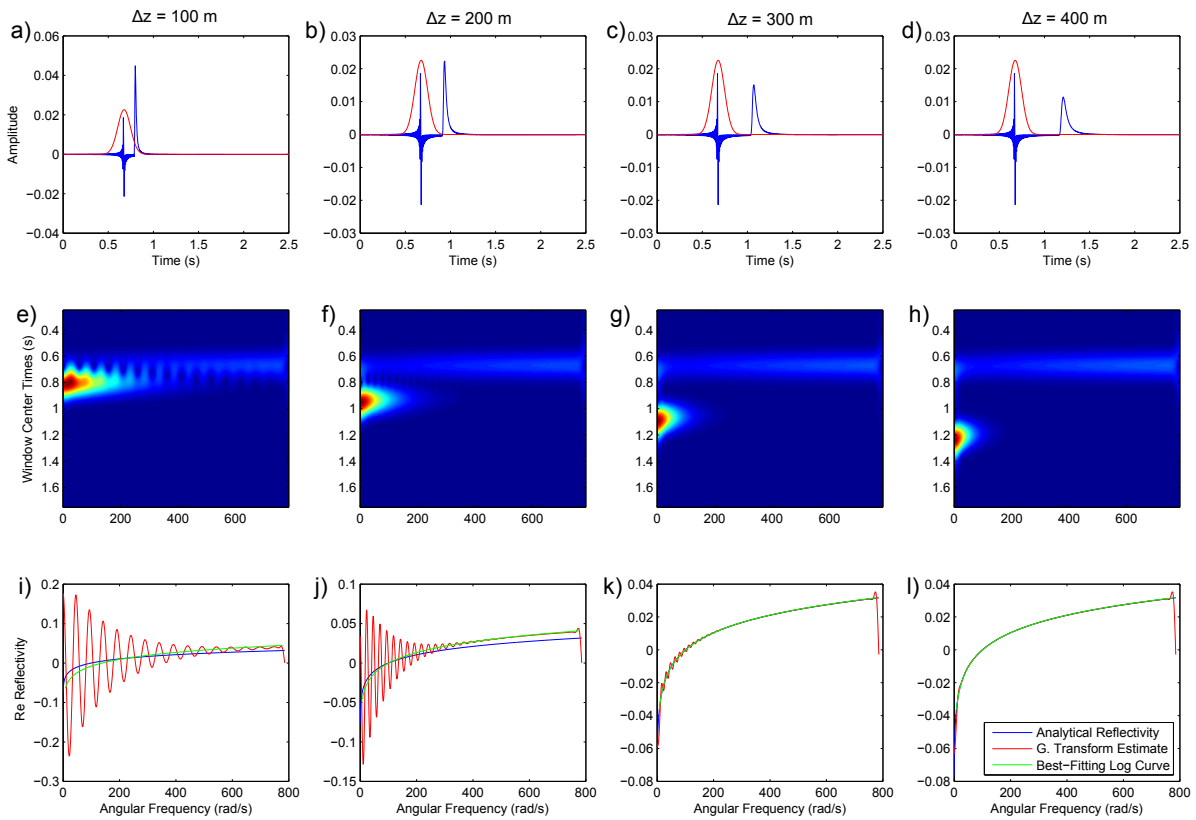 Δz = 100 m
Δz = 200 m
Δz = 300 m
Δz = 400 m
a)
b)
c)
d)
Amplitude
0.06
0.04
0.02
0
−0.02
−0.04
0 0.5 1 1.5 2 2.5
Time (s)
0.03
0.02
0.01
0
−0.01
−0.02
0.03
0 0.5 1 1.5 2 2.5
Time (s)
0.03
0.02
0.01
0
−0.01
−0.02
0.03
0 0.5 1 1.5 2 2.5
Time (s)
0.03
0.02
0.01
0
−0.01
−0.02
0.03
0 0.5 1 1.5 2 2.5
Time (s)
e)
f)
g)
h)
Window Center Times (s)
0.4
0.6
0.8
1
1.2
1.4
1.6
0 200 400 600
0.4
0.6
0.8
1
1.2
1.4
1.6
0 200 400 600
0.4
0.6
0.8
1
1.2
1.4
1.6
0 200 400 600
0.4
0.6
0.8
1
1.2
1.4
1.6
0 200 400 600
i)
j)
k)
l)
Re Reflectivity
0.2
0.1
0
−0.1
−0.2
−0.3
0 200 400 600 800
Angular Frequency (rad/s)
0.1
0.05
0
−0.05
−0.1
−0.15
0 200 400 600 800
Angular Frequency (rad/s)
0.04
0.02
0
−0.02
−0.04
−0.06
−0.08
0 200 400 600 800
Angular Frequency (rad/s)
0.04
0.02
0
−0.02
−0.04
−0.06
−0.08
0 200 400 600 800
Angular Frequency (rad/s)
Analytical Reflectivity
G. Transform Estimate
Best−Fitting Log Curve